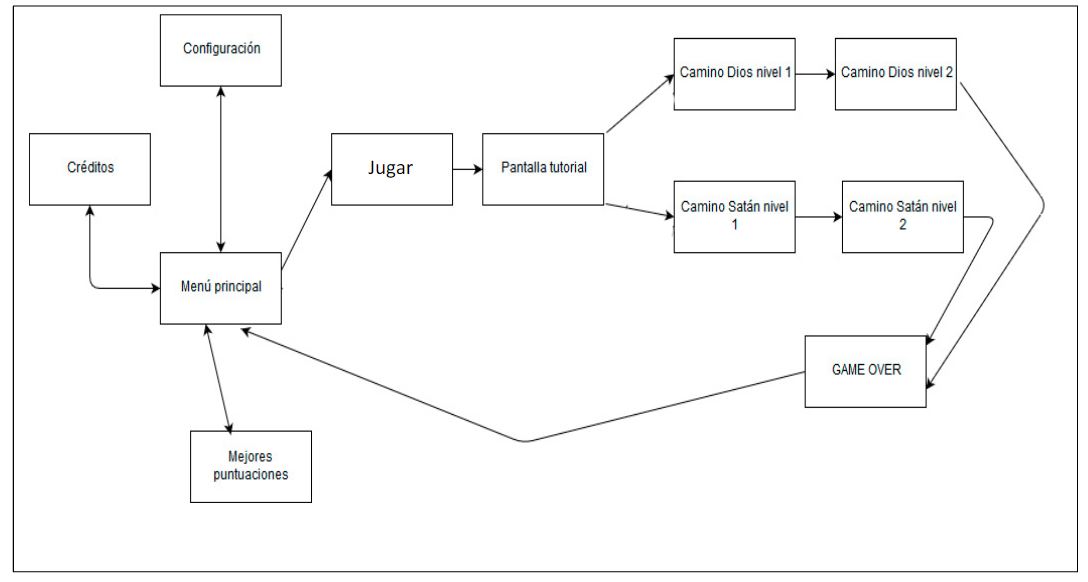 Configuración
Camino Dios nivel 1
Camino Dios nivel 2
Créditos
Jugar
Pantalla tutorial
Camino Satán nivel
1
Camino Satán nivel
2
Menú principal
GAME OVER
Mejores
puntuaciones